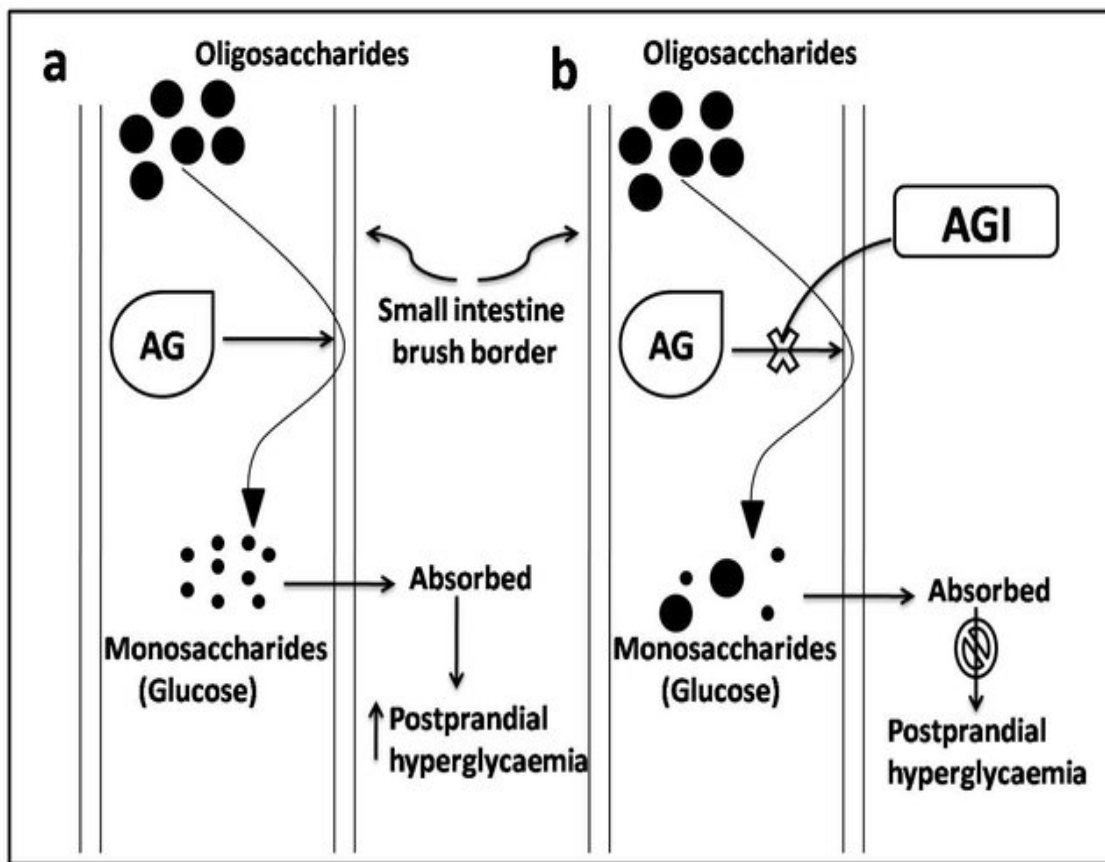 a
Oligosaccharides
AG
Small intestine
brush border
Absorbed
Monosaccharides
(Glucose)
Postprandial
hyperglycaemia
b
Oligosaccharides
AGI
AG
Absorbed
Monosaccharides
(Glucose)
Postprandial
hyperglycaemia